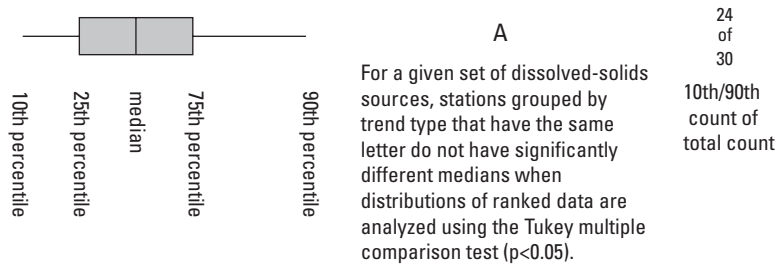 10th percentile
25th percentile
median
75th percentile
90th percentile
A
For a given set of dissolved-solids
sources, stations grouped by
trend type that have the same
letter do not have significantly
different medians when
distributions of ranked data are
analyzed using the Tukey multiple
comparison test (p<0.05).
24
of
30
10th/90th
count of
total count